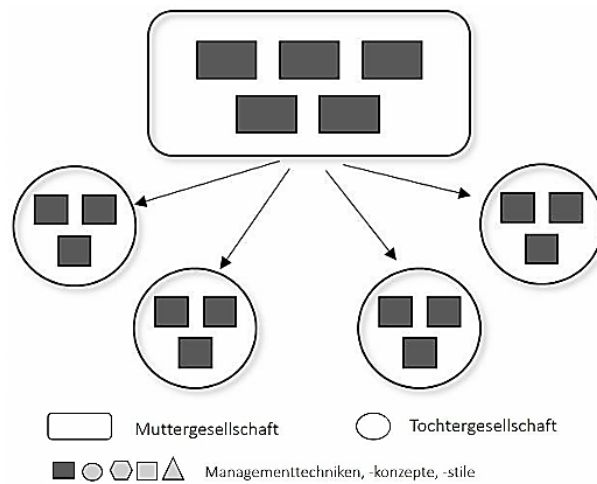 Muttergesellschaft
Tochtergesellschaft
Managementtechniken, -konzepte, -stile